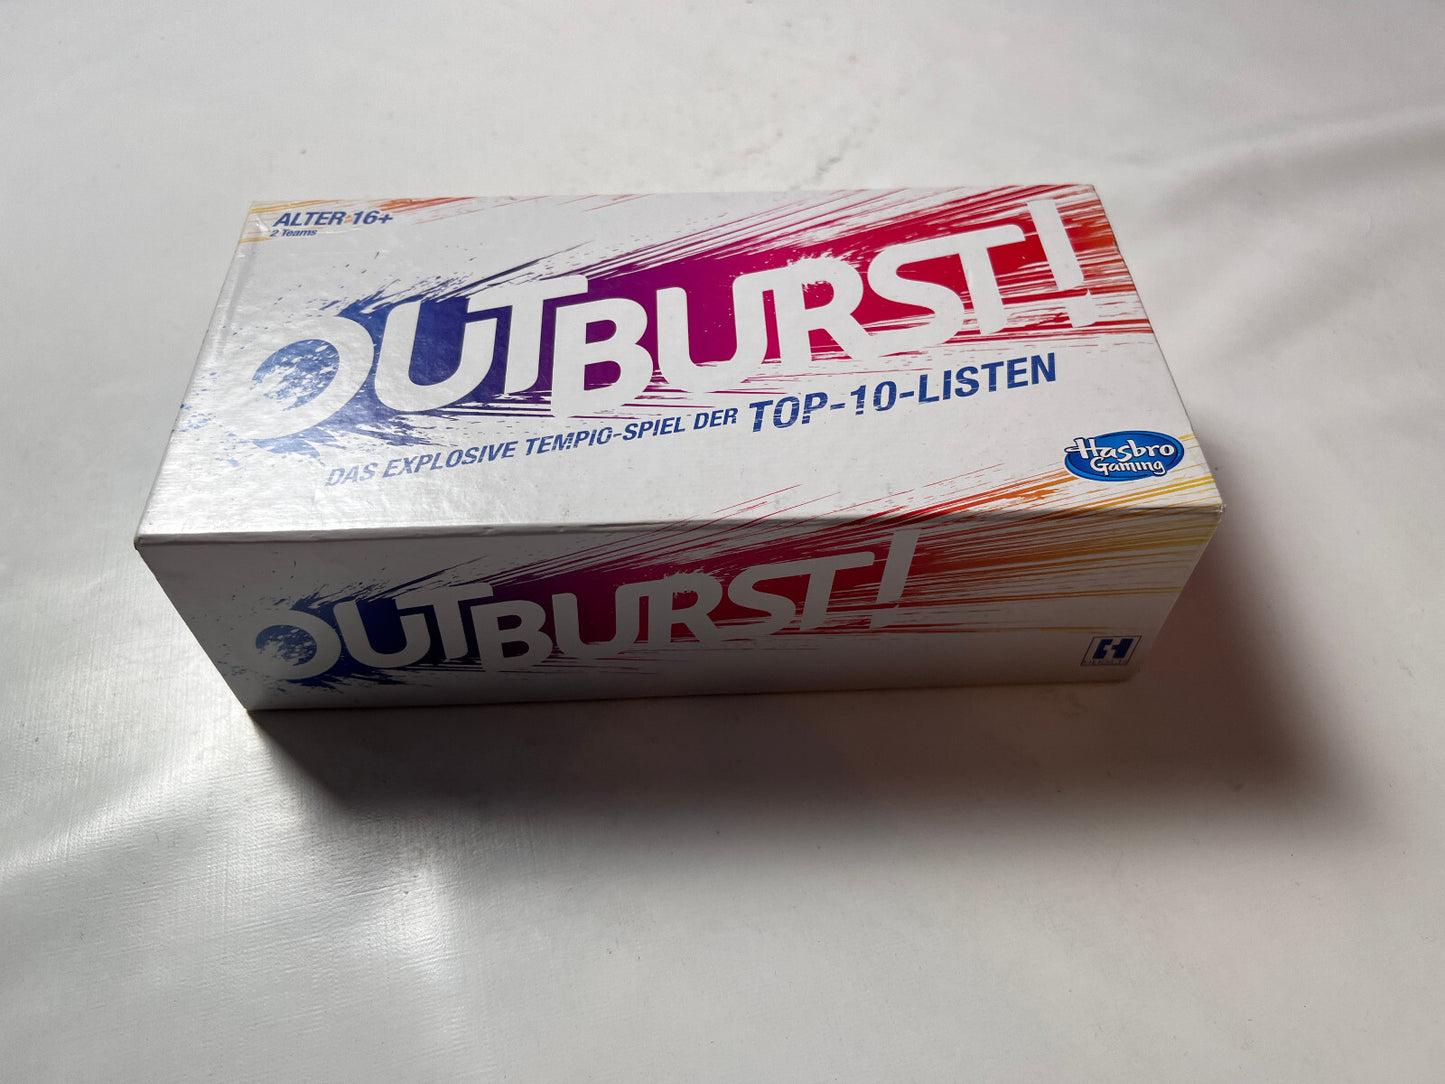 ALTER 16+
2 Teams
OUTBURST!
DAS EXPLOSIVE TEMPO-SPIEL DER TOP-10-LISTEN
Hasbro
Gaming
OUTBURST!